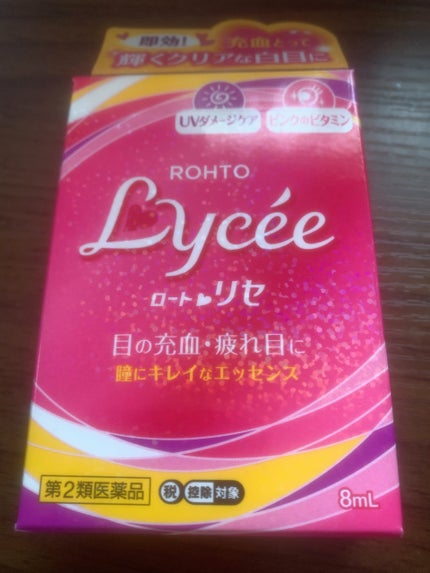 即効! 充血とって
輝くクリアな白目に
UVダメージケア ピンクのビタミン
ROHTO
Lycée
ロートリセ
目の充血・疲れ目に
瞳にキレイなエッセンス
第2類医薬品 税 控除 対象 8mL